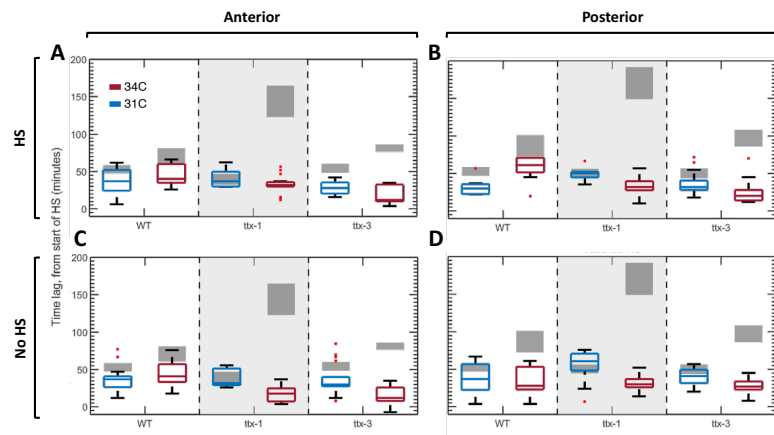 Anterior
Posterior
A
B
HS
No HS
Time lag, from start of HS (minutes)
200
150
100
50
0
34C
31C
WT
ttx-1
ttx-3
WT
ttx-1
ttx-3
C
D
200
150
100
50
0
WT
ttx-1
ttx-3
WT
ttx-1
ttx-3